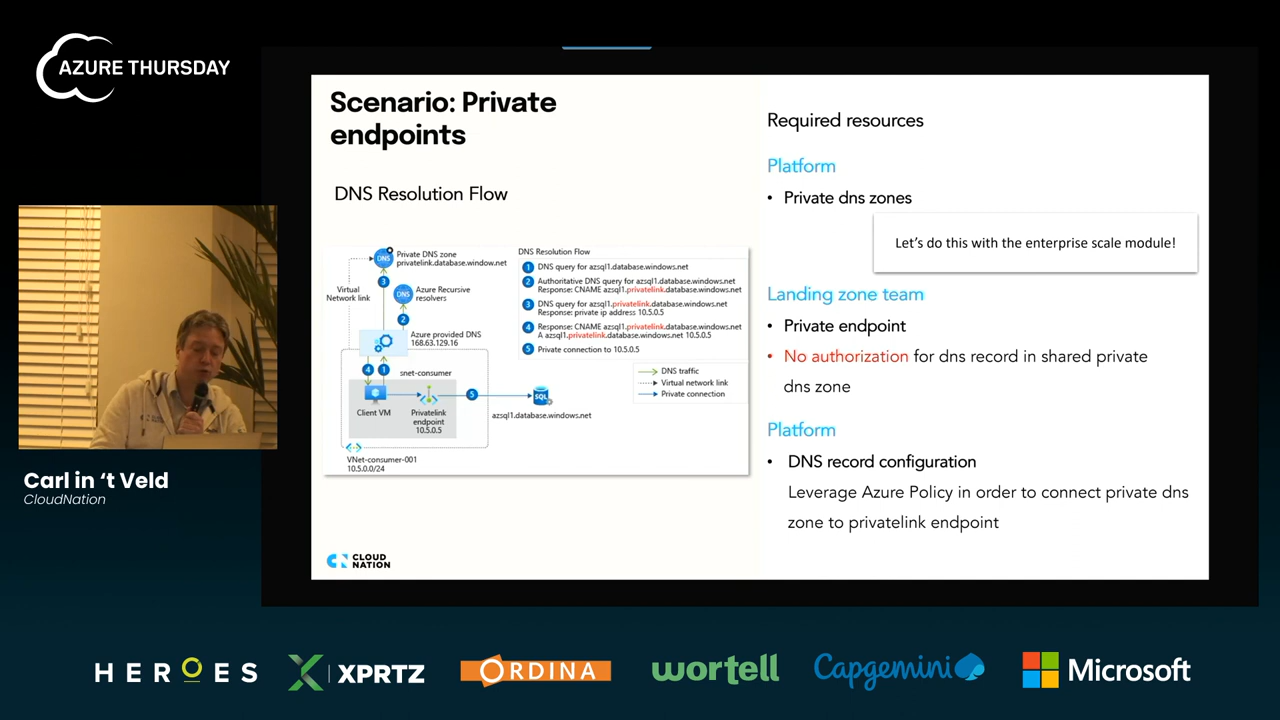 AZURE THURSDAY
Scenario: Private
endpoints
DNS Resolution Flow
DNS
Private DNS zone
privatelink.database.window.net
Virtual
Network link
3
DNS
Azure Recursive
resolvers
2
Azure provided DNS
168.63.129.16
4
1
snet-consumer
Client VM
Privatelink
endpoint
10.5.0.5
5
SQL
azsql1.database.windows.net
VNet-consumer-001
10.5.0.0/24
DNS Resolution Flow
1 DNS query for azsql1.database.windows.net
2 Authoritative DNS query for azsql1.database.windows.net
Response: CNAME azsql1.privatelink.database.windows.net
3 DNS query for azsql1.privatelink.database.windows.net
Response: private ip address 10.5.0.5
4 Response: CNAME azsql1.privatelink.database.windows.net
A azsql1.privatelink.database.windows.net 10.5.0.5
5 Private connection to 10.5.0.5
DNS traffic
Virtual network link
Private connection
CLOUD
NATION
Required resources
Platform
• Private dns zones
Let's do this with the enterprise scale module!
Landing zone team
• Private endpoint
• No authorization for dns record in shared private
dns zone
Platform
• DNS record configuration
Leverage Azure Policy in order to connect private dns
zone to privatelink endpoint
Carl in ‘t Veld
CloudNation
HEROES
XPRTZ
ORDINA
wortell
Capgemini
Microsoft